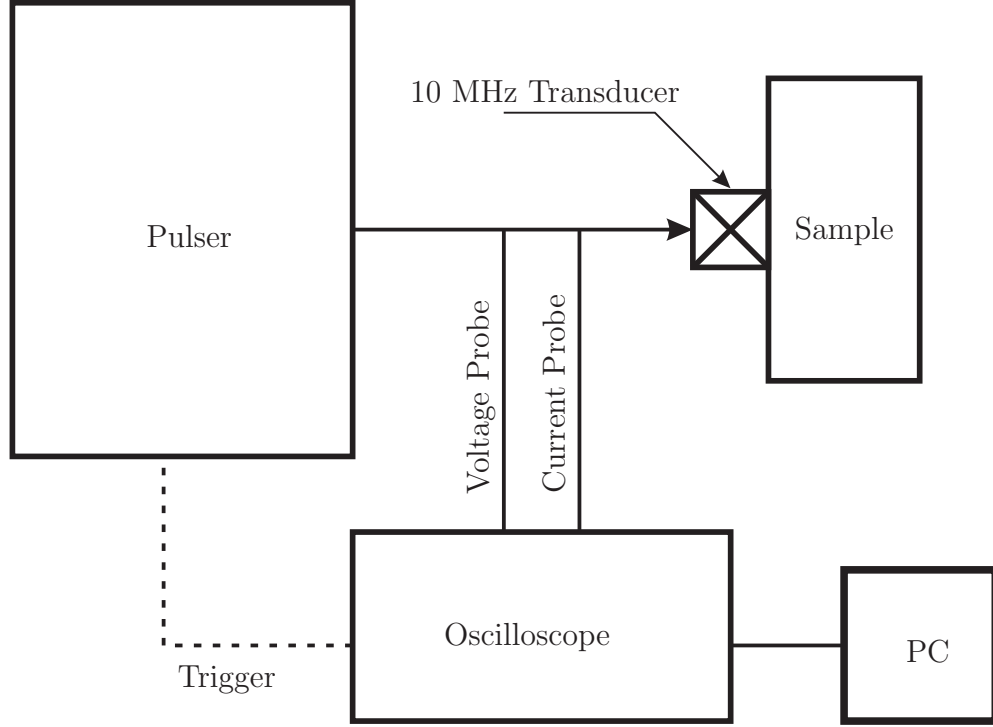 10 MHz Transducer
Pulser
Sample
Voltage Probe
Current Probe
Oscilloscope
PC
Trigger